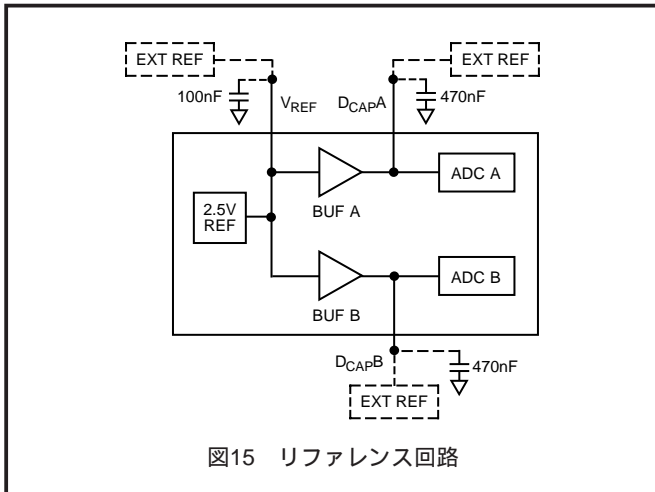 EXT REF
EXT REF
100nF
VREF
DCAPA
470nF
2.5V
REF
BUF A
ADC A
BUF B
ADC B
DCAPB
470nF
EXT REF
図15 リファレンス回路